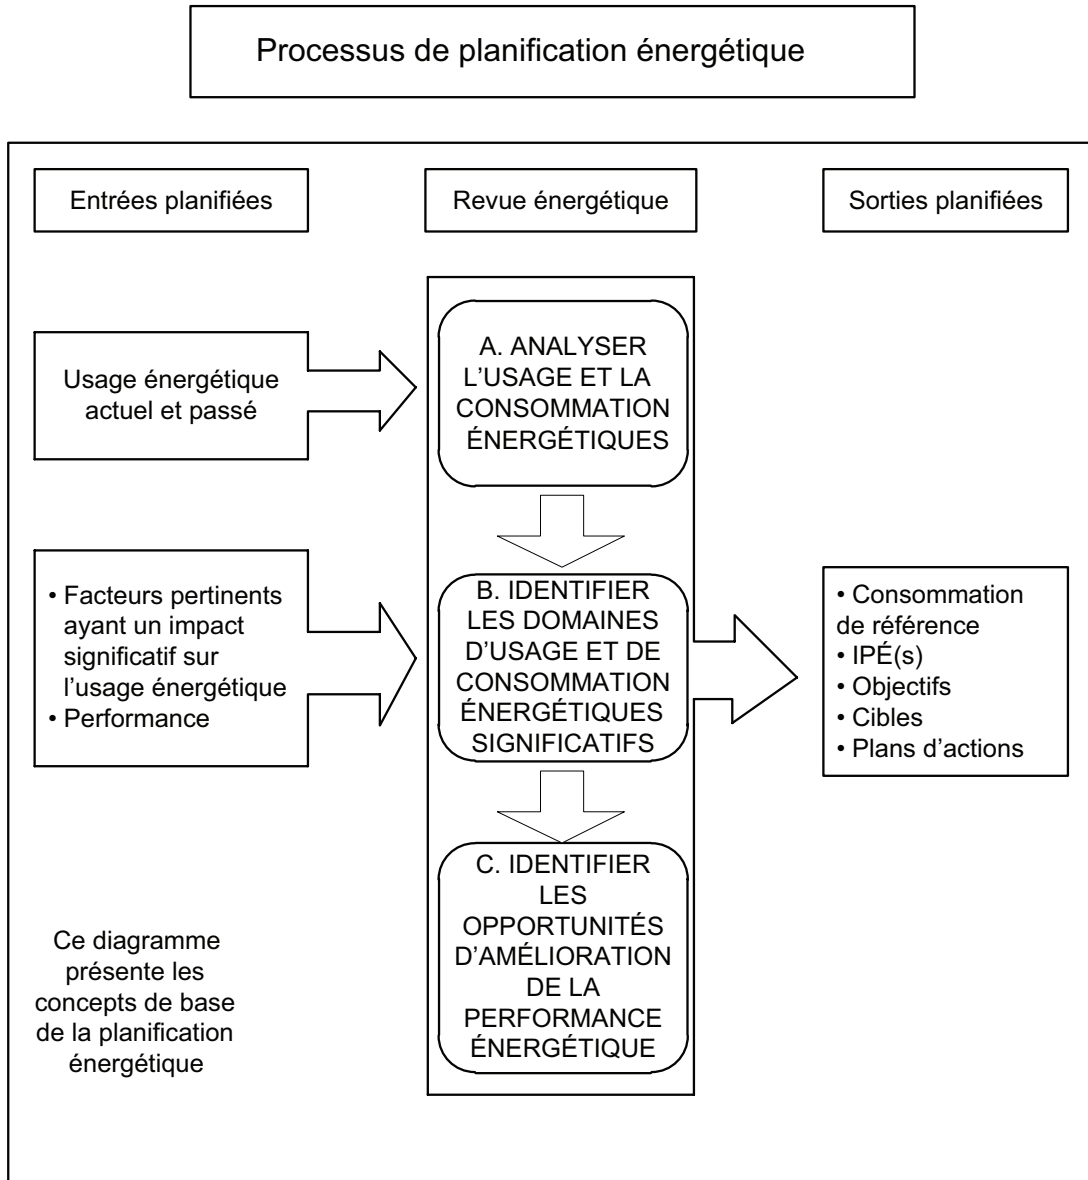 Processus de planification énergétique
Entrées planifiées
Revue énergétique
Sorties planifiées
Usage énergétique
actuel et passé
A. ANALYSER
L’USAGE ET LA
CONSOMMATION
ÉNERGÉTIQUES
• Facteurs pertinents
ayant un impact
significatif sur
l’usage énergétique
• Performance
B. IDENTIFIER
LES DOMAINES
D’USAGE ET DE
CONSOMMATION
ÉNERGÉTIQUES
SIGNIFICATIFS
• Consommation
de référence
• IPÉ(s)
• Objectifs
• Cibles
• Plans d’actions
C. IDENTIFIER
LES
OPPORTUNITÉS
D’AMÉLIORATION
DE LA
PERFORMANCE
ÉNERGÉTIQUE
Ce diagramme
présente les
concepts de base
de la planification
énergétique